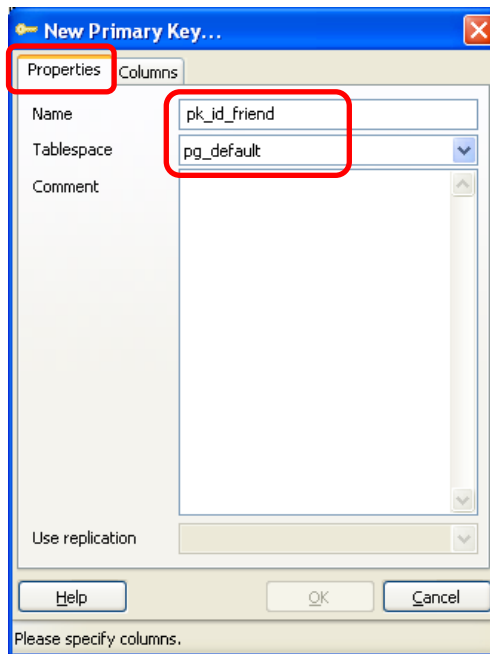 New Primary Key...
Properties Columns
Name pk_id_friend
Tablespace pg_default
Comment
Use replication
Help OK Cancel
Please specify columns.